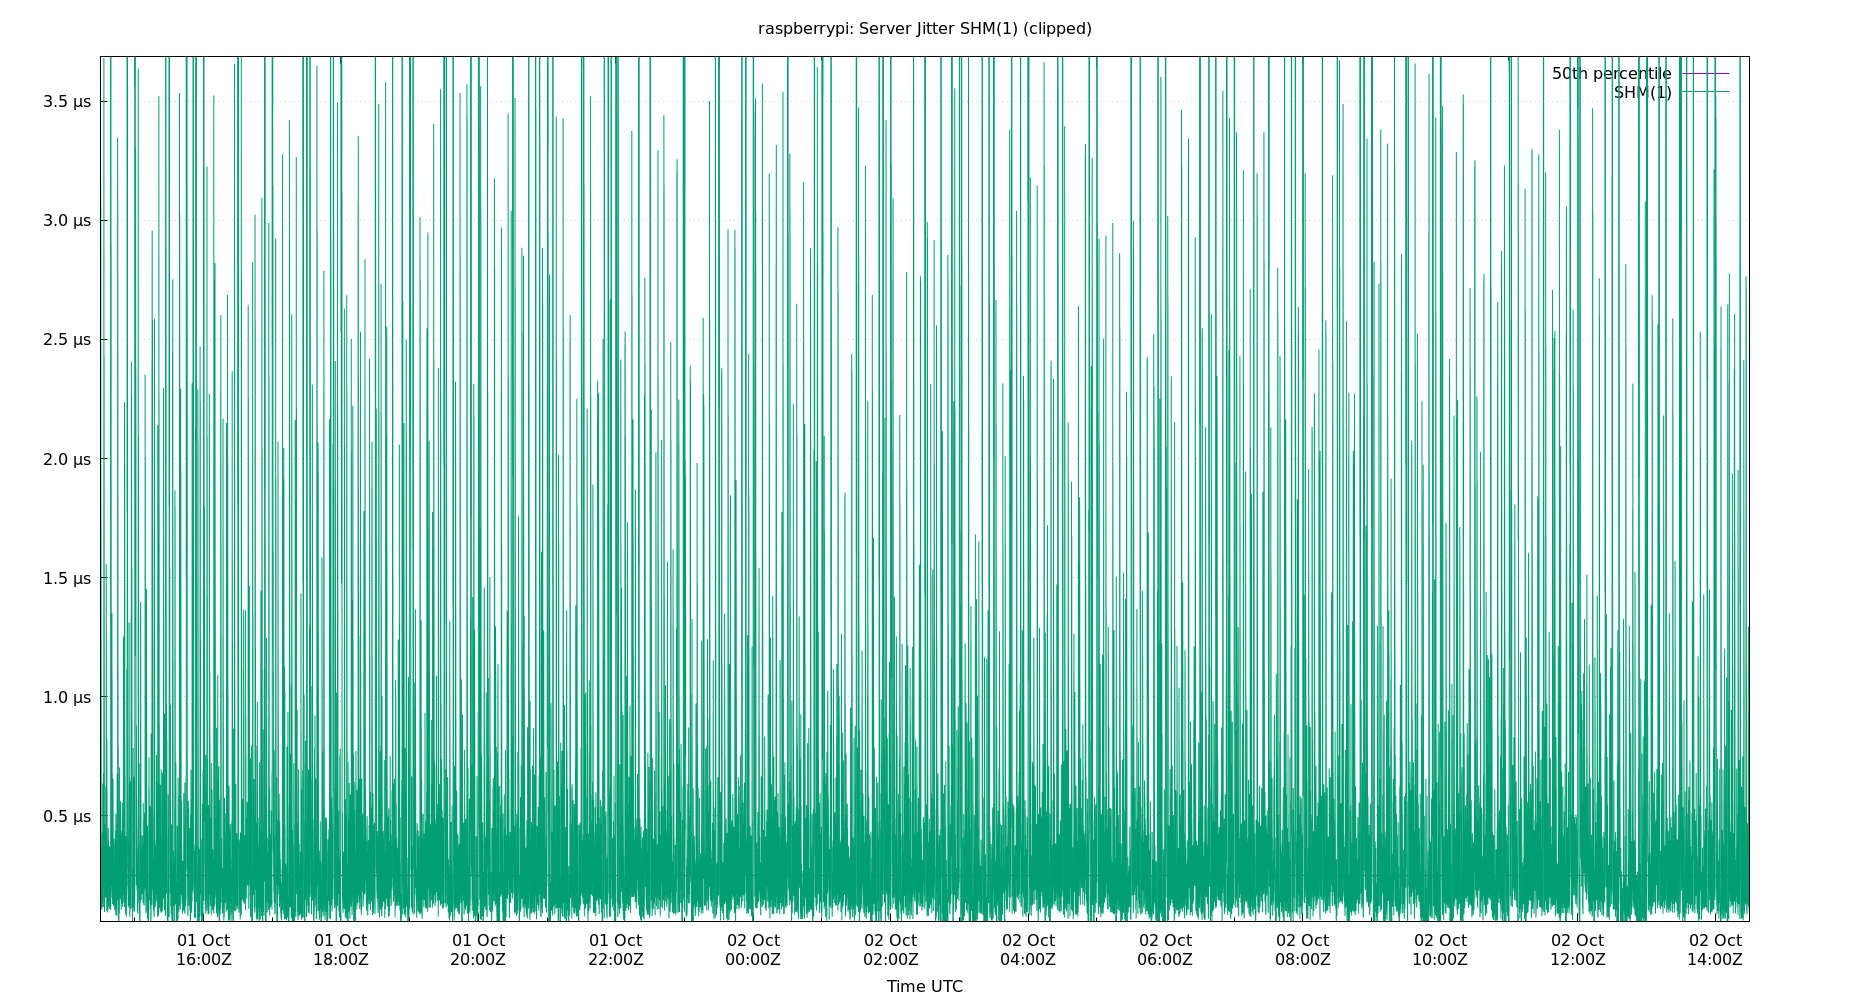 raspberrypi: Server Jitter SHM(1) (clipped)
50th percentile
SHM(1)
3.5 µs
3.0 µs
2.5 µs
2.0 µs
1.5 µs
1.0 µs
0.5 µs
01 Oct 01 Oct 01 Oct 01 Oct 02 Oct 02 Oct 02 Oct 02 Oct 02 Oct 02 Oct 02 Oct 02 Oct
16:00Z 18:00Z 20:00Z 22:00Z 00:00Z 02:00Z 04:00Z 06:00Z 08:00Z 10:00Z 12:00Z 14:00Z
Time UTC